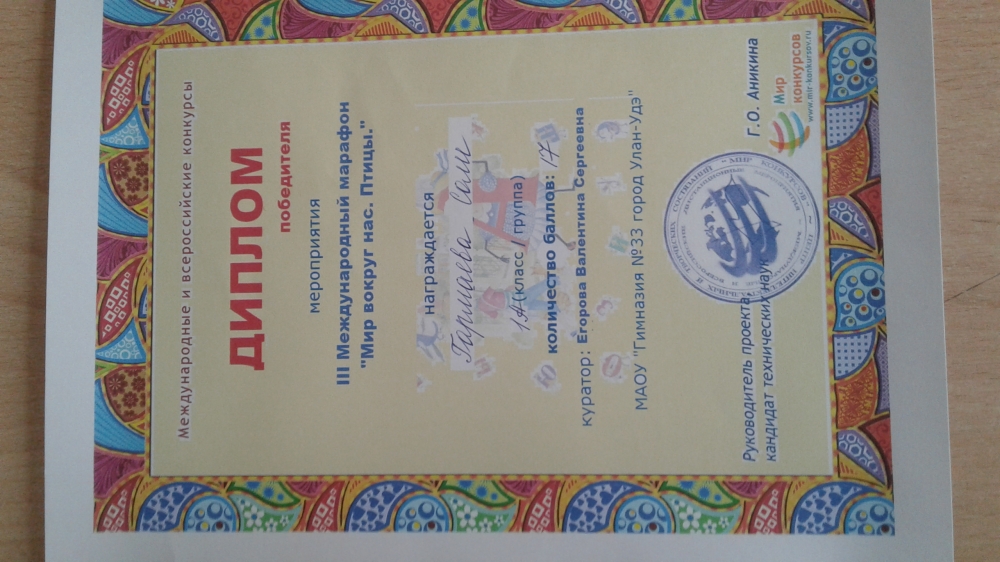 Международные и всероссийские конкурсы
ДИПЛОМ
победителя
мероприятия
III Международный марафон
"Мир вокруг нас. Птицы."
награждается
Гармаева Саян
1А (класс / группа)
количество баллов: 17
куратор: Егорова Валентина Сергеевна
МАОУ "Гимназия №33 город Улан-Удэ"
Руководитель проекта,
кандидат технических наук
Г.О. Аникина
Мир
конкурсов
www.mir-konkursov.ru